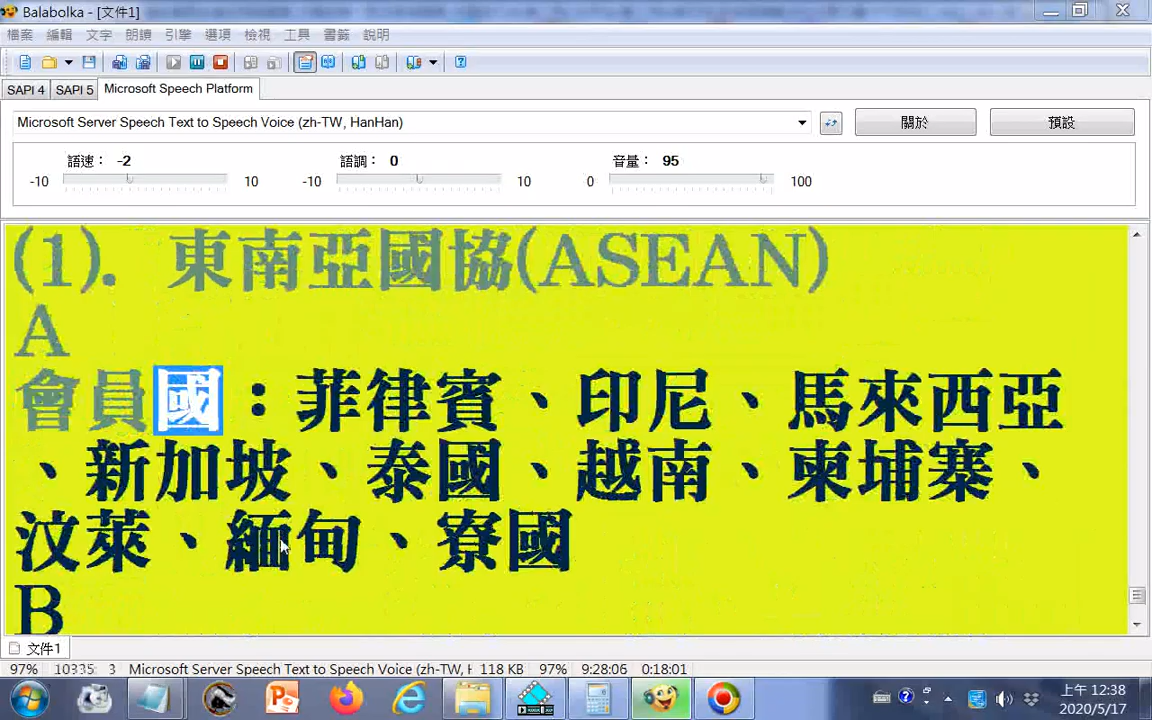 Balabolka - [文件1]
檔案 編輯 文字 朗讀 引擎 選項 檢視 工具 書籤 說明
SAPI 4 SAPI 5 Microsoft Speech Platform
Microsoft Server Speech Text to Speech Voice (zh-TW, HanHan) 關於 預設
語速： -2 語調： 0 音量： 95
-10 10 -10 10 0 100
(1). 東南亞國協(ASEAN)
A
會員國：菲律賓、印尼、馬來西亞
、新加坡、泰國、越南、柬埔寨、
汶萊、緬甸、寮國
B
文件1
97% 10335 3 Microsoft Server Speech Text to Speech Voice (zh-TW, H 118 KB 97% 9:28:06 0:18:01
上午 12:38
2020/5/17